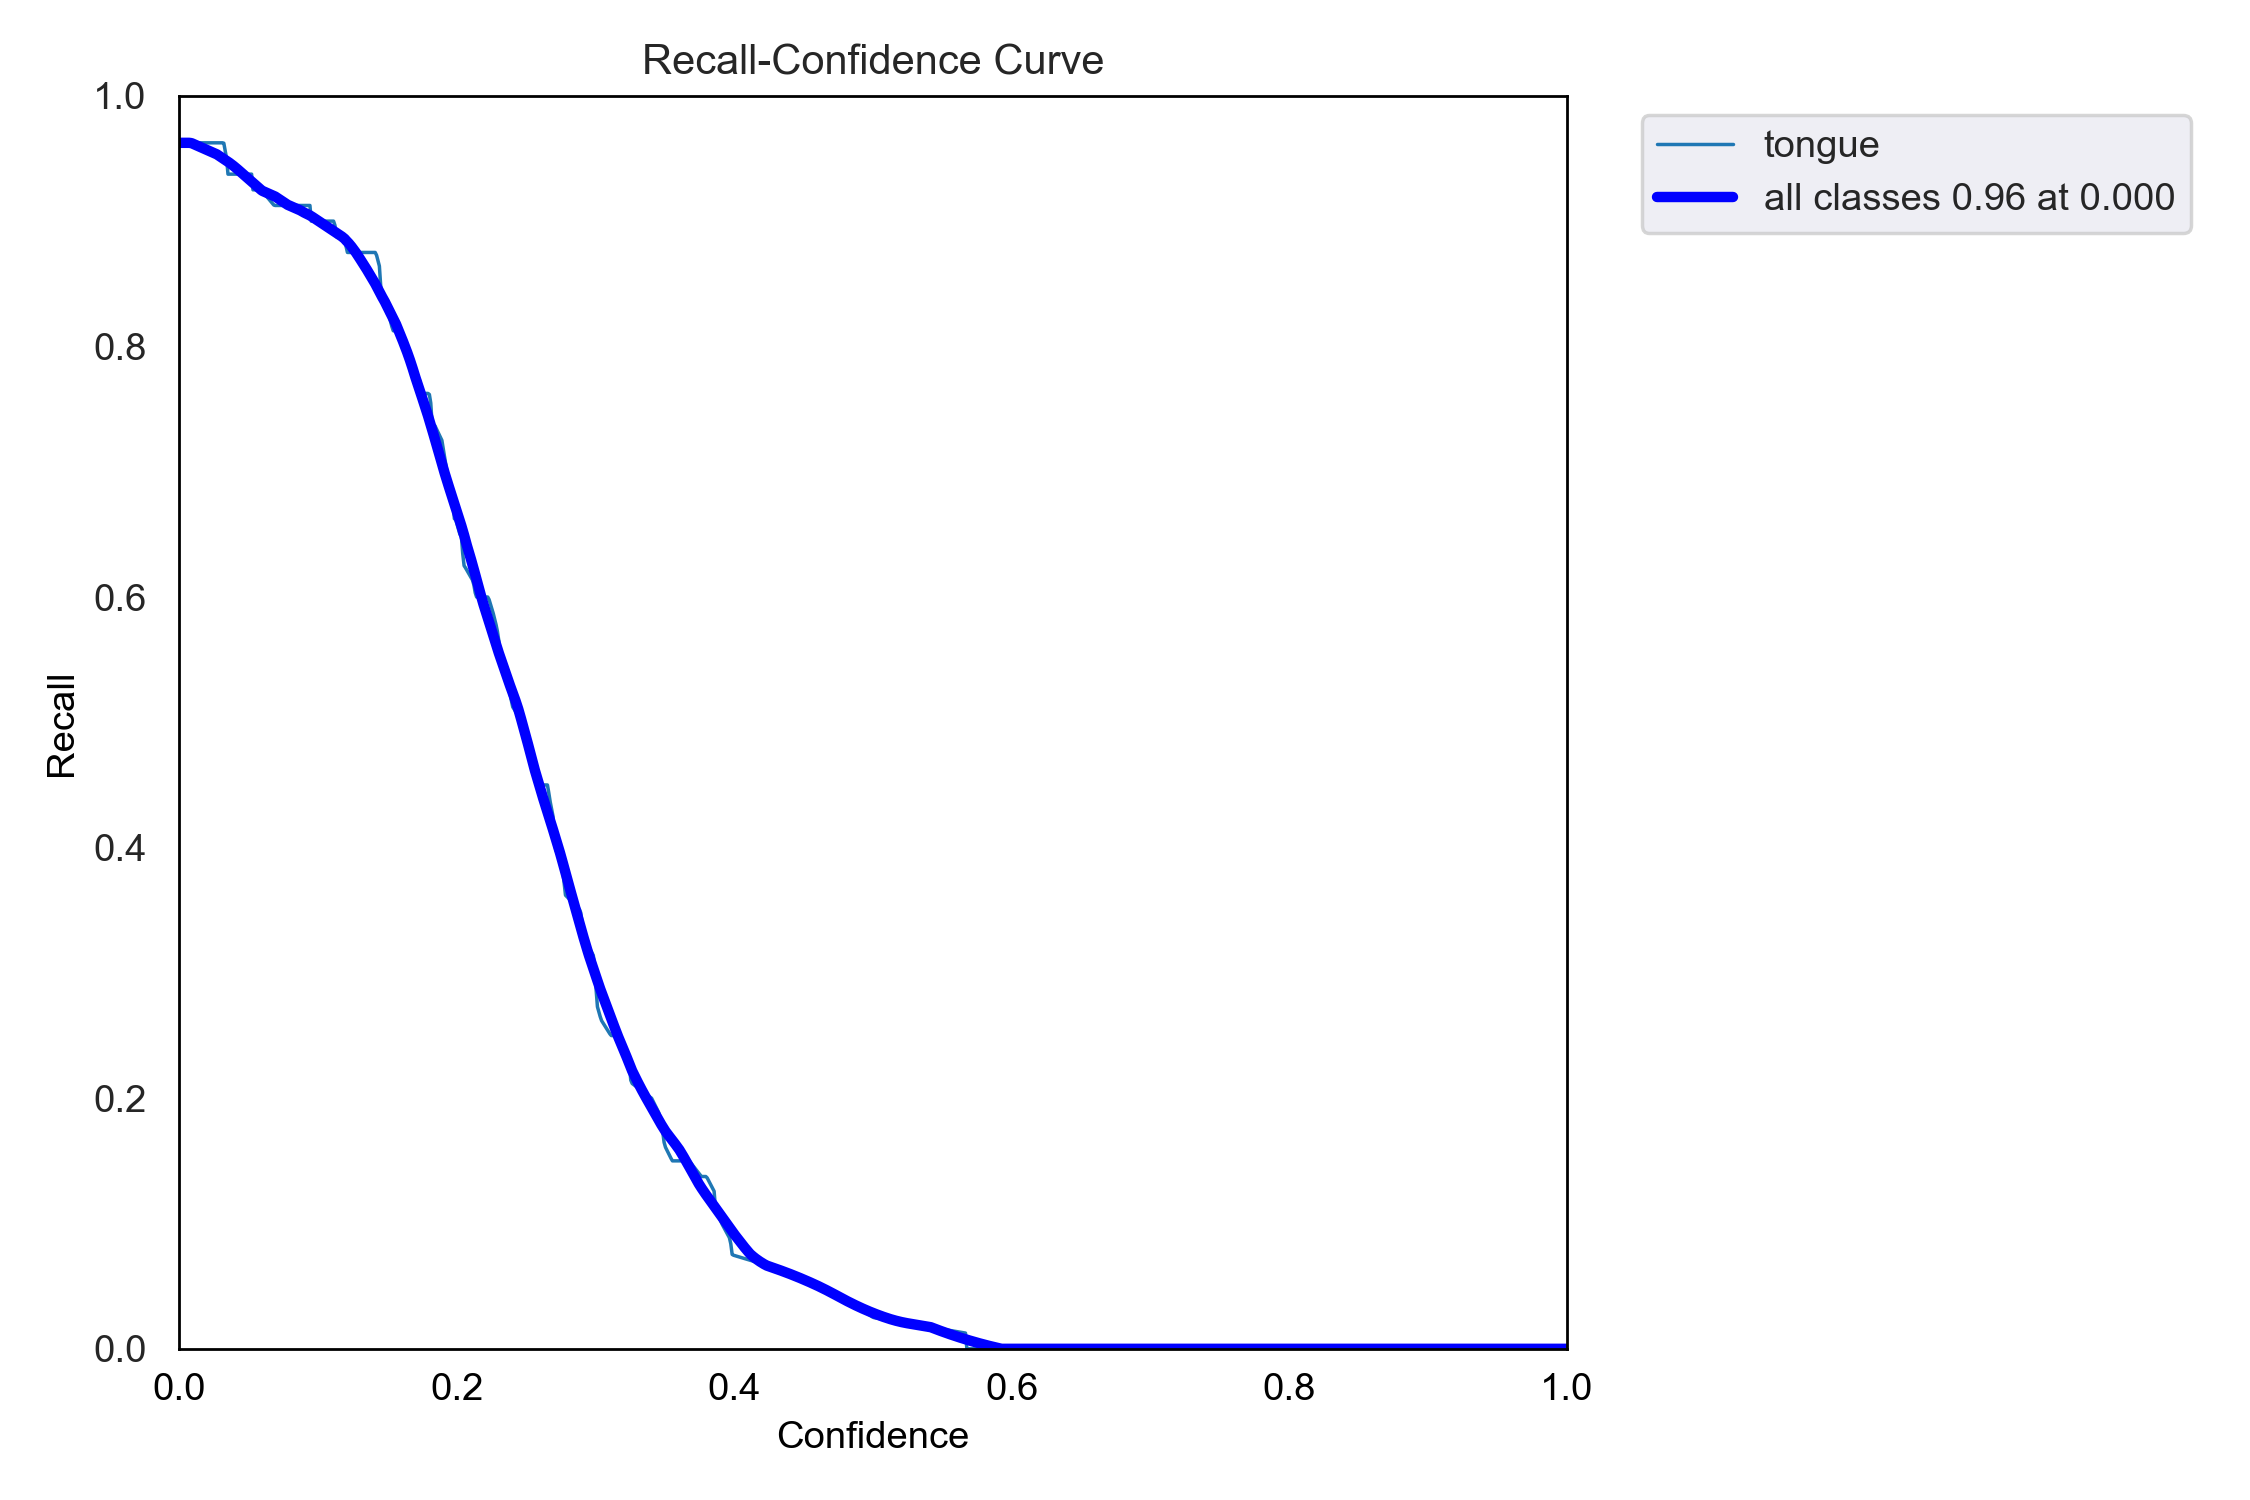 Recall-Confidence Curve
1.0
0.8
0.6
0.4
0.2
0.0
Recall
0.0 0.2 0.4 0.6 0.8 1.0
Confidence
tongue
all classes 0.96 at 0.000